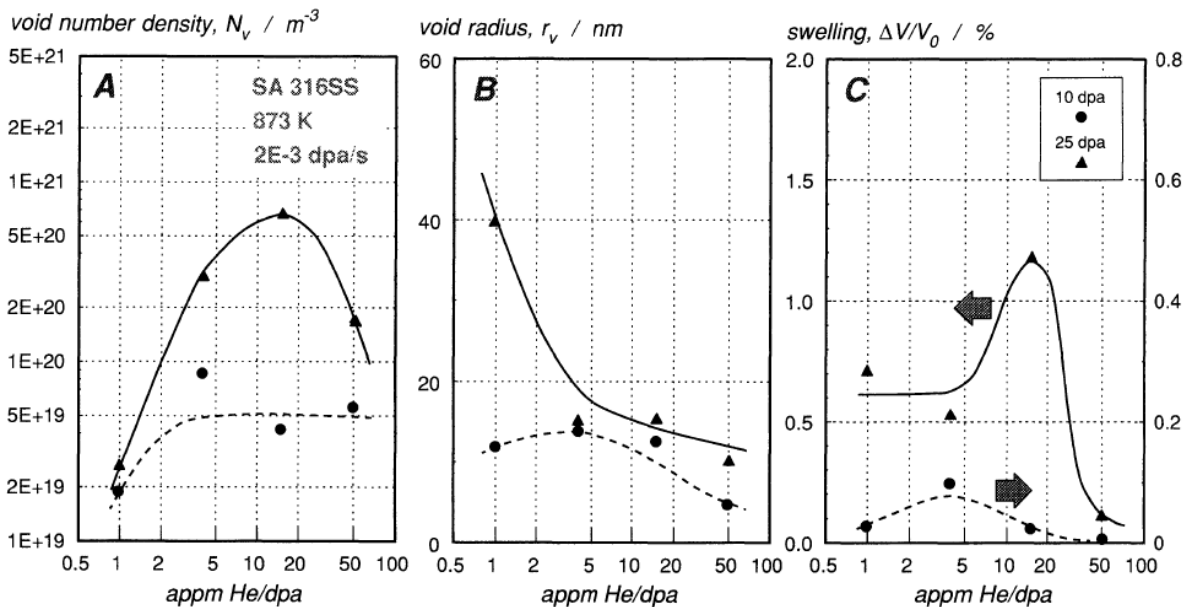 void number density, Nv / m-3
5E+21
2E+21
1E+21
5E+20
2E+20
1E+20
5E+19
2E+19
1E+19
A
SA 316SS
873 K
2E-3 dpa/s
0.5 1 2 5 10 20 50 100
appm He/dpa
void radius, rv / nm
60
40
20
0
B
0.5 1 2 5 10 20 50 100
appm He/dpa
swelling, ΔV/V0 / %
2.0
1.5
1.0
0.5
0.0
C
10 dpa
25 dpa
0.8
0.6
0.4
0.2
0
0.5 1 2 5 10 20 50 100
appm He/dpa